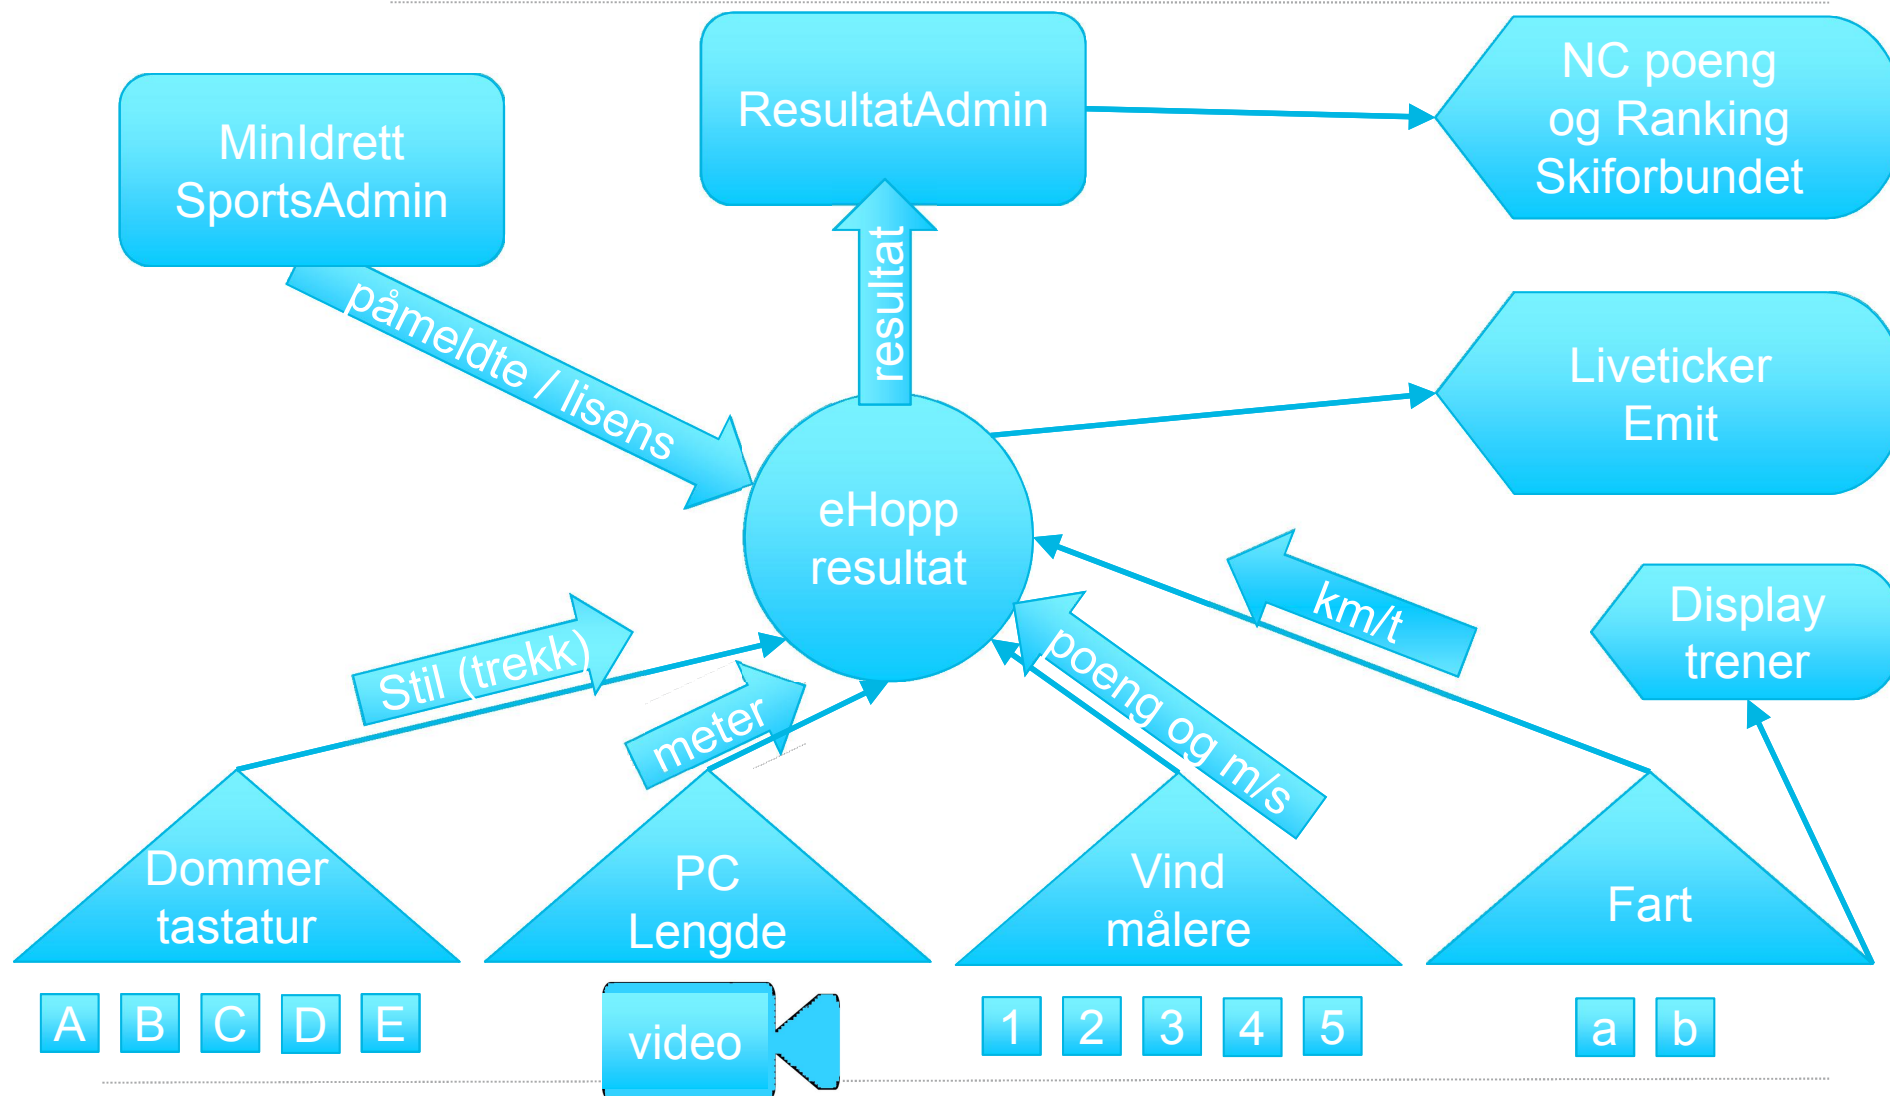 MinIdrett
SportsAdmin
ResultatAdmin
NC poeng
og Ranking
Skiforbundet
påmeldte / lisens
resultat
Liveticker
Emit
eHopp
resultat
Stil (trekk)
meter
poeng og m/s
km/t
Display
trener
Dommer
tastatur
PC
Lengde
Vind
målere
Fart
A B C D E
video
1 2 3 4 5
a b